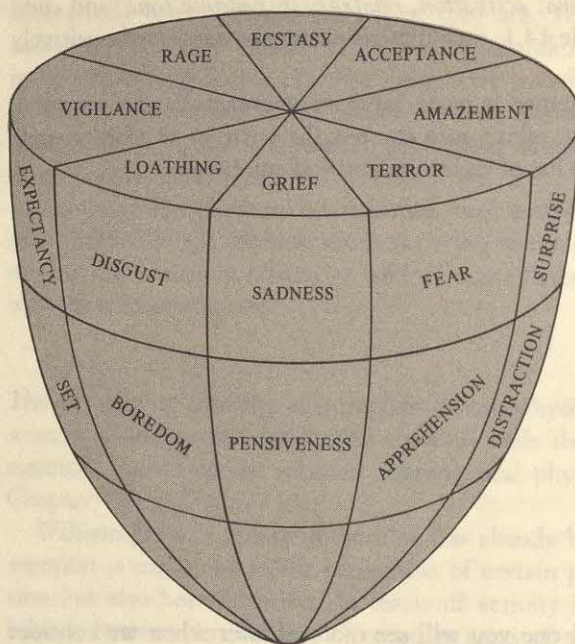 ECSTASY
RAGE
ACCEPTANCE
VIGILANCE
AMAZEMENT
LOATHING
GRIEF
TERROR
EXPECTANCY
DISGUST
SADNESS
FEAR
SURPRISE
SET
BOREDOM
PENSIVENESS
APPREHENSION
DISTRACTION